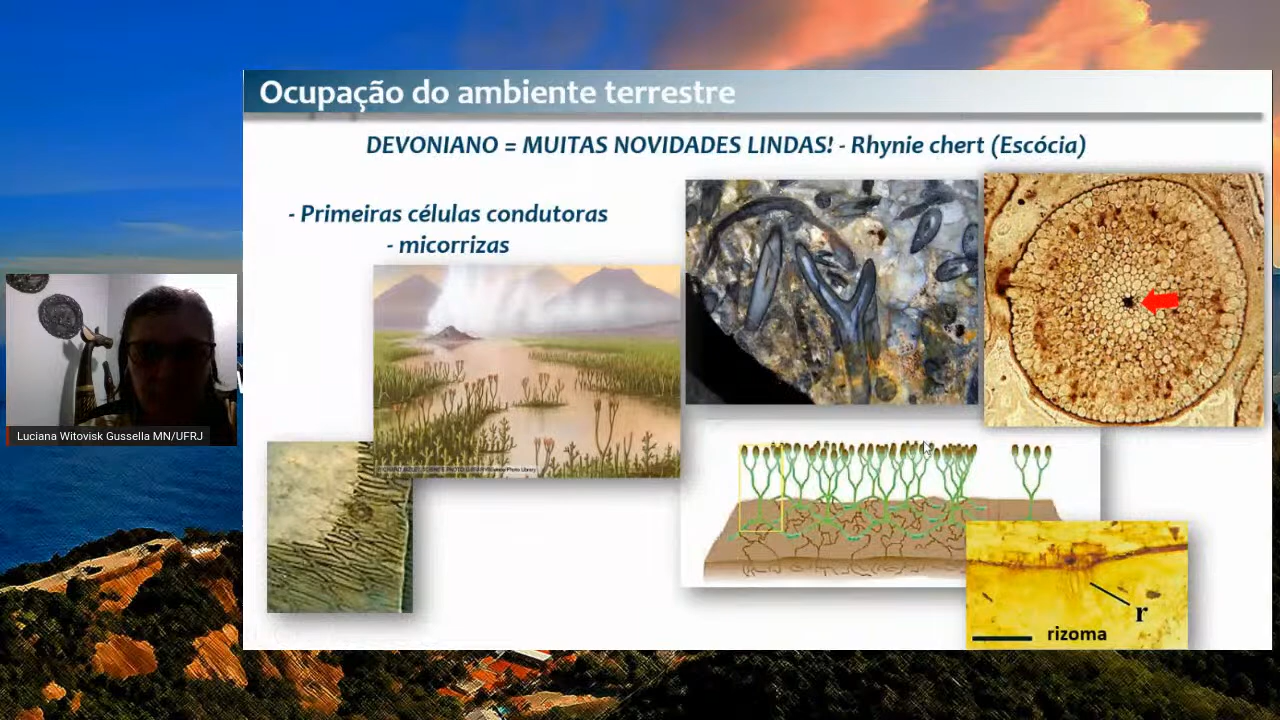 Ocupação do ambiente terrestre
DEVONIANO = MUITAS NOVIDADES LINDAS! - Rhynie chert (Escócia)
- Primeiras células condutoras
- micorrizas
Luciana Witovisk Gussella MN/UFRJ
r
rizoma